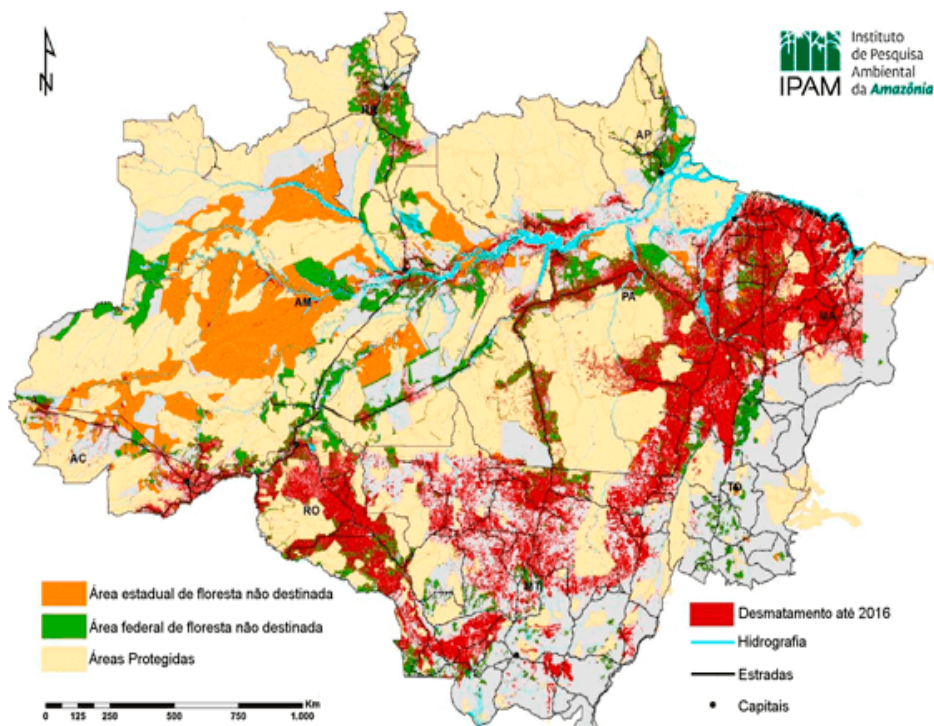 N
IPAM
Instituto
de Pesquisa
Ambiental
da Amazônia
RR
AP
AM
PA
MA
AC
RO
TO
MT
Área estadual de floresta não destinada
Área federal de floresta não destinada
Áreas Protegidas
Km
0 125 250 500 750 1.000
Desmatamento até 2016
Hidrografia
Estradas
Capitais